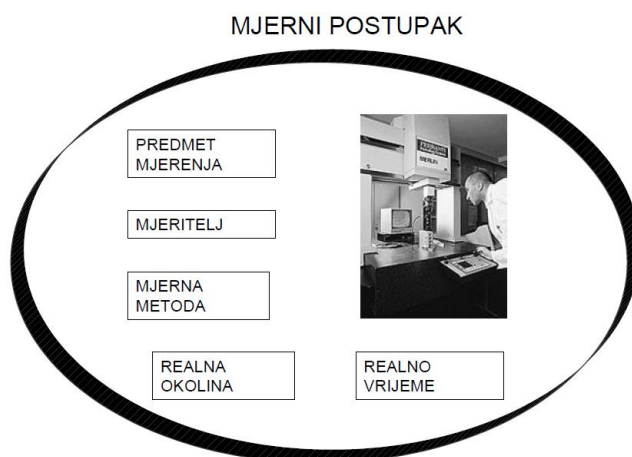 MJERNI POSTUPAK
PREDMET
MJERENJA
MJERITELJ
MJERNA
METODA
REALNA
OKOLINA
REALNO
VRIJEME